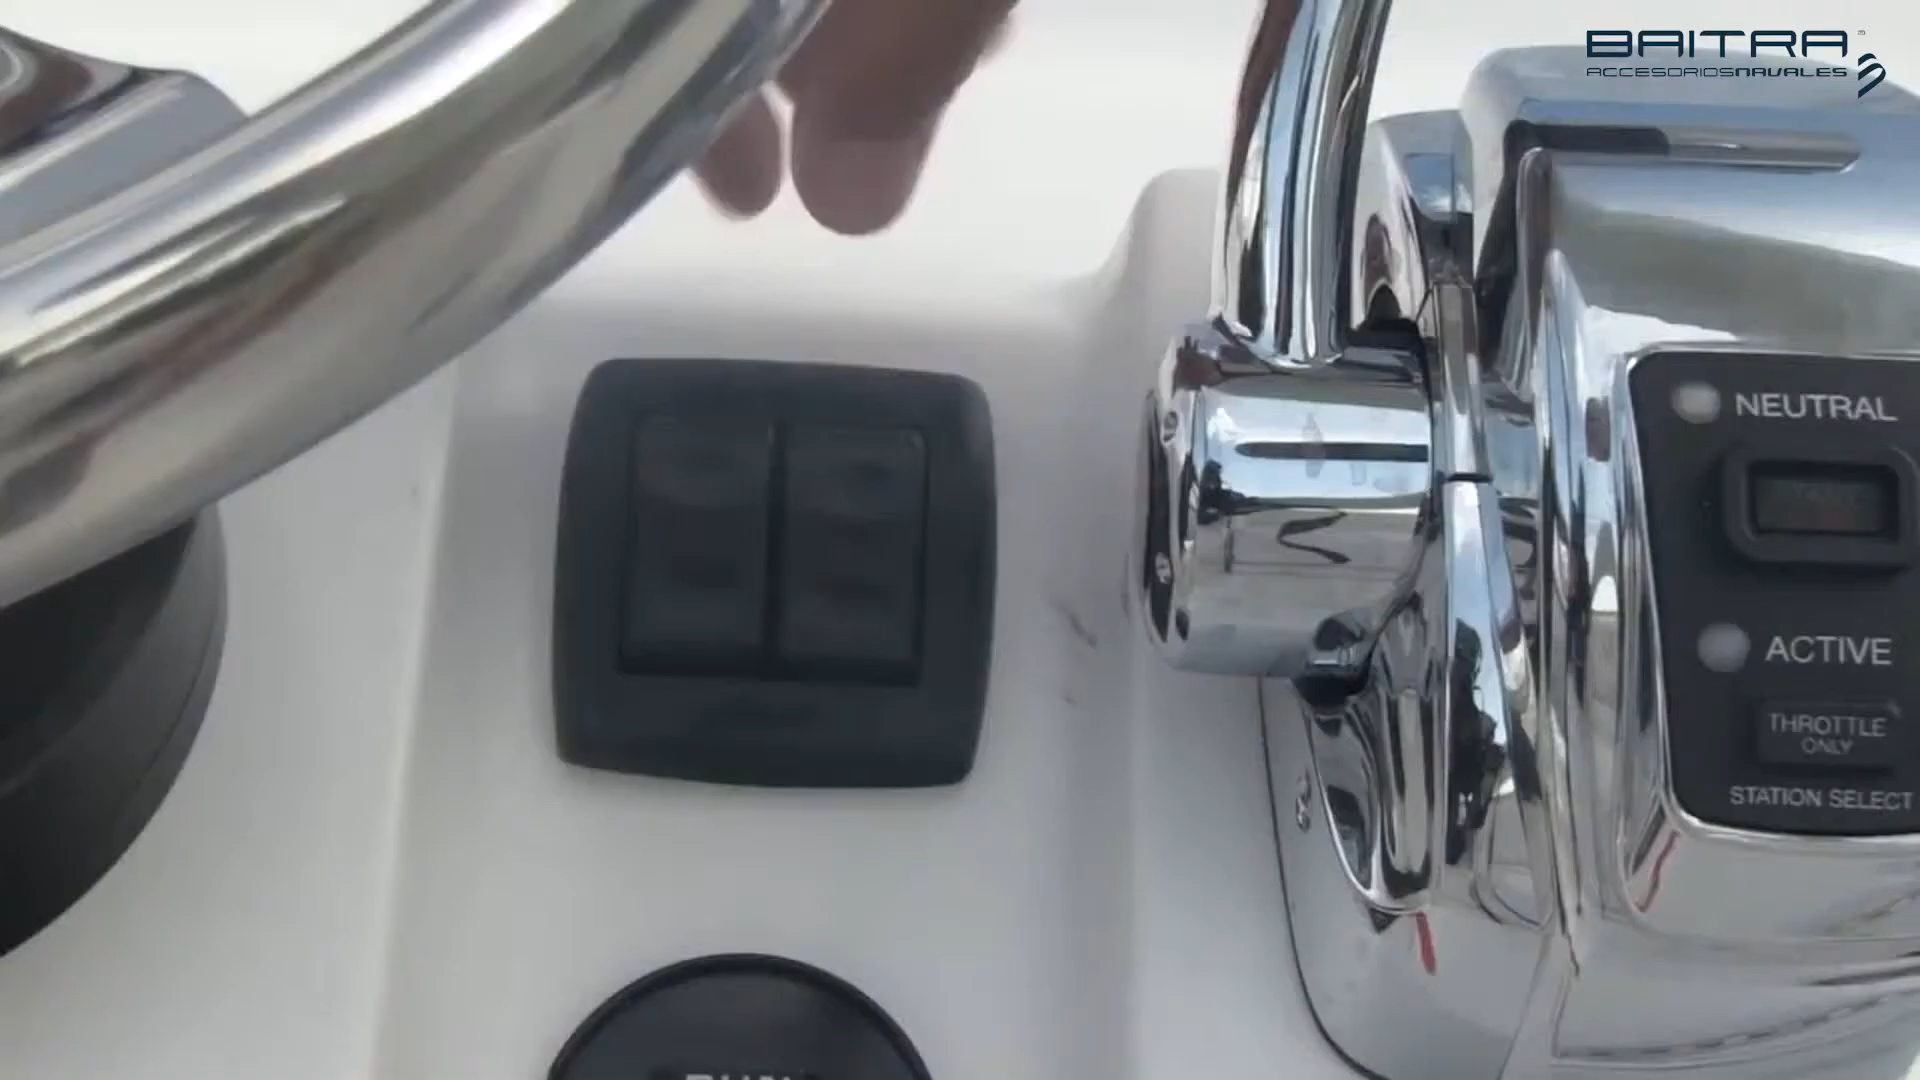 BAITRA
ACCESORIOSNAVALES
NEUTRAL
ACTIVE
THROTTLE
ONLY
STATION SELECT